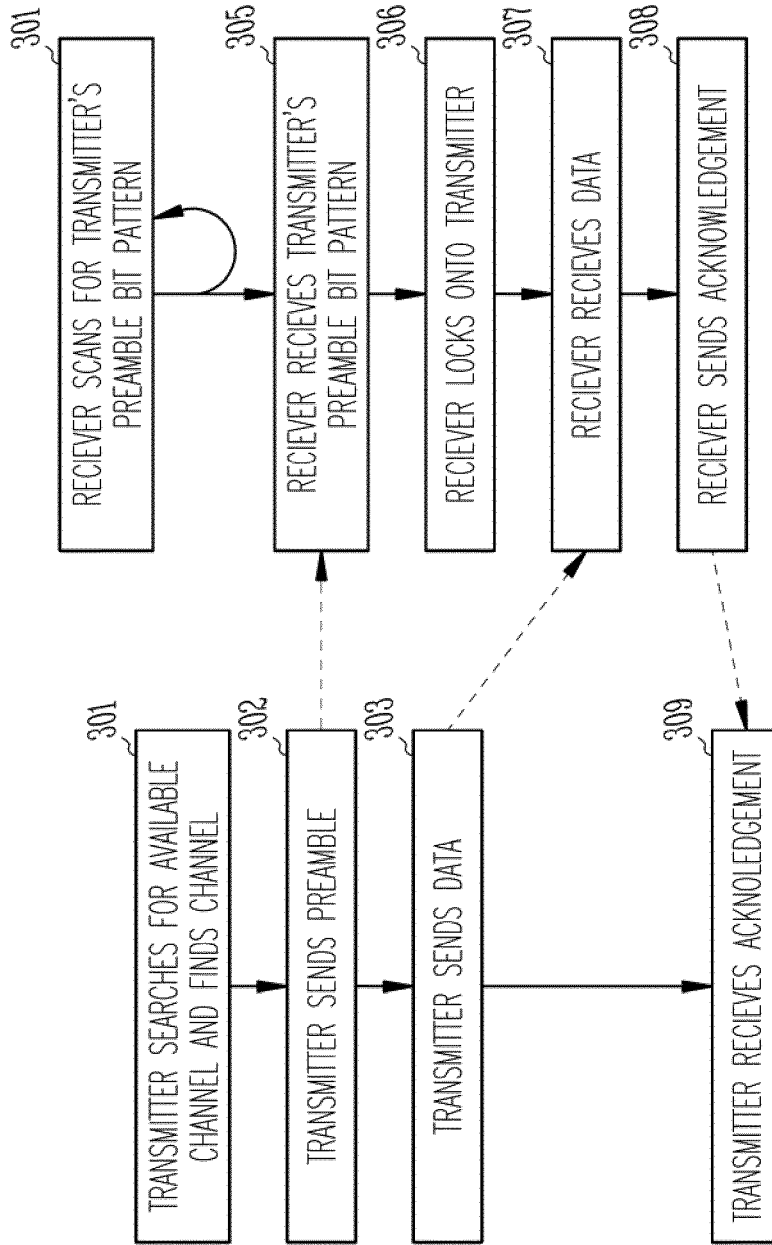 301
TRANSMITTER SEARCHES FOR AVAILABLE
CHANNEL AND FINDS CHANNEL
302
TRANSMITTER SENDS PREAMBLE
303
TRANSMITTER SENDS DATA
309
TRANSMITTER RECIEVES ACKNOLEDGEMENT
301
RECIEVER SCANS FOR TRANSMITTER'S
PREAMBLE BIT PATTERN
305
RECIEVER RECIEVES TRANSMITTER'S
PREAMBLE BIT PATTERN
306
RECIEVER LOCKS ONTO TRANSMITTER
307
RECIEVER RECIEVES DATA
308
RECIEVER SENDS ACKNOWLEDGEMENT